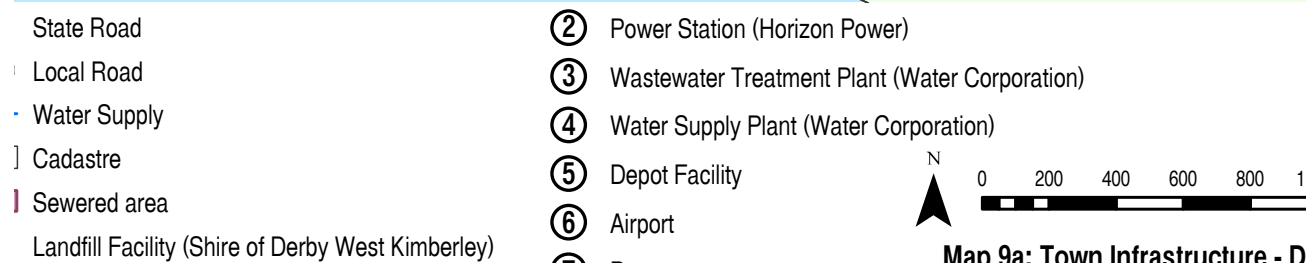 State Road
Local Road
Water Supply
Cadastre
Sewered area
Landfill Facility (Shire of Derby West Kimberley)
2 Power Station (Horizon Power)
3 Wastewater Treatment Plant (Water Corporation)
4 Water Supply Plant (Water Corporation)
5 Depot Facility
6 Airport
N
0 200 400 600 800
Map 9a: Town Infrastructure - D